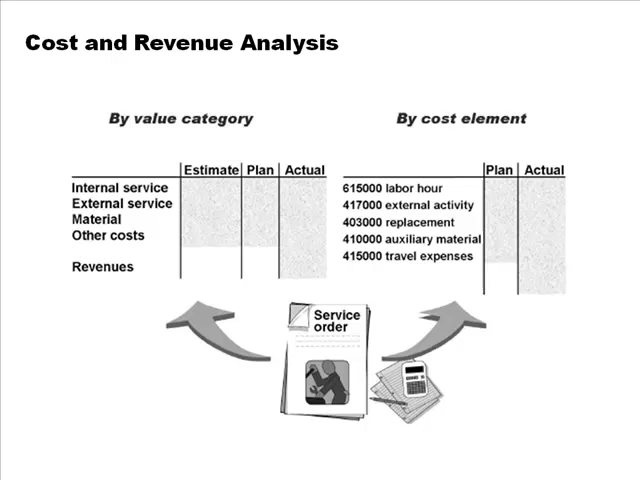 Cost and Revenue Analysis
By value category
Estimate Plan Actual
Internal service
External service
Material
Other costs
Revenues
By cost element
Plan Actual
615000 labor hour
417000 external activity
403000 replacement
410000 auxiliary material
415000 travel expenses
Service
order